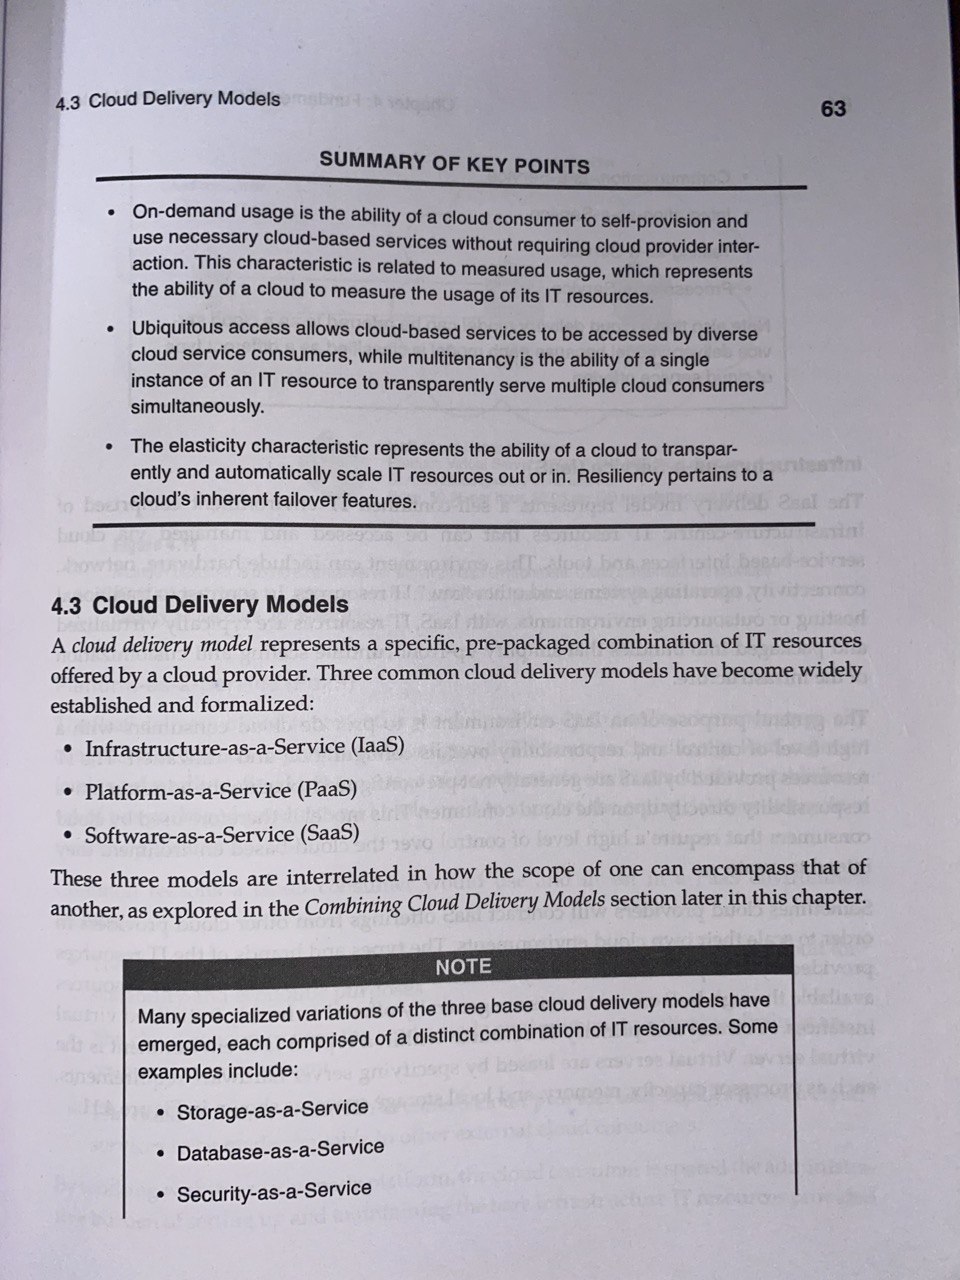 4.3 Cloud Delivery Models
63
SUMMARY OF KEY POINTS
• On-demand usage is the ability of a cloud consumer to self-provision and
use necessary cloud-based services without requiring cloud provider inter-
action. This characteristic is related to measured usage, which represents
the ability of a cloud to measure the usage of its IT resources.
• Ubiquitous access allows cloud-based services to be accessed by diverse
cloud service consumers, while multitenancy is the ability of a single
instance of an IT resource to transparently serve multiple cloud consumers
simultaneously.
• The elasticity characteristic represents the ability of a cloud to transpar-
ently and automatically scale IT resources out or in. Resiliency pertains to a
cloud's inherent failover features.
4.3 Cloud Delivery Models
A cloud delivery model represents a specific, pre-packaged combination of IT resources
offered by a cloud provider. Three common cloud delivery models have become widely
established and formalized:
• Infrastructure-as-a-Service (IaaS)
• Platform-as-a-Service (PaaS)
• Software-as-a-Service (SaaS)
These three models are interrelated in how the scope of one can encompass that of
another, as explored in the Combining Cloud Delivery Models section later in this chapter.
NOTE
Many specialized variations of the three base cloud delivery models have
emerged, each comprised of a distinct combination of IT resources. Some
examples include:
• Storage-as-a-Service
• Database-as-a-Service
• Security-as-a-Service